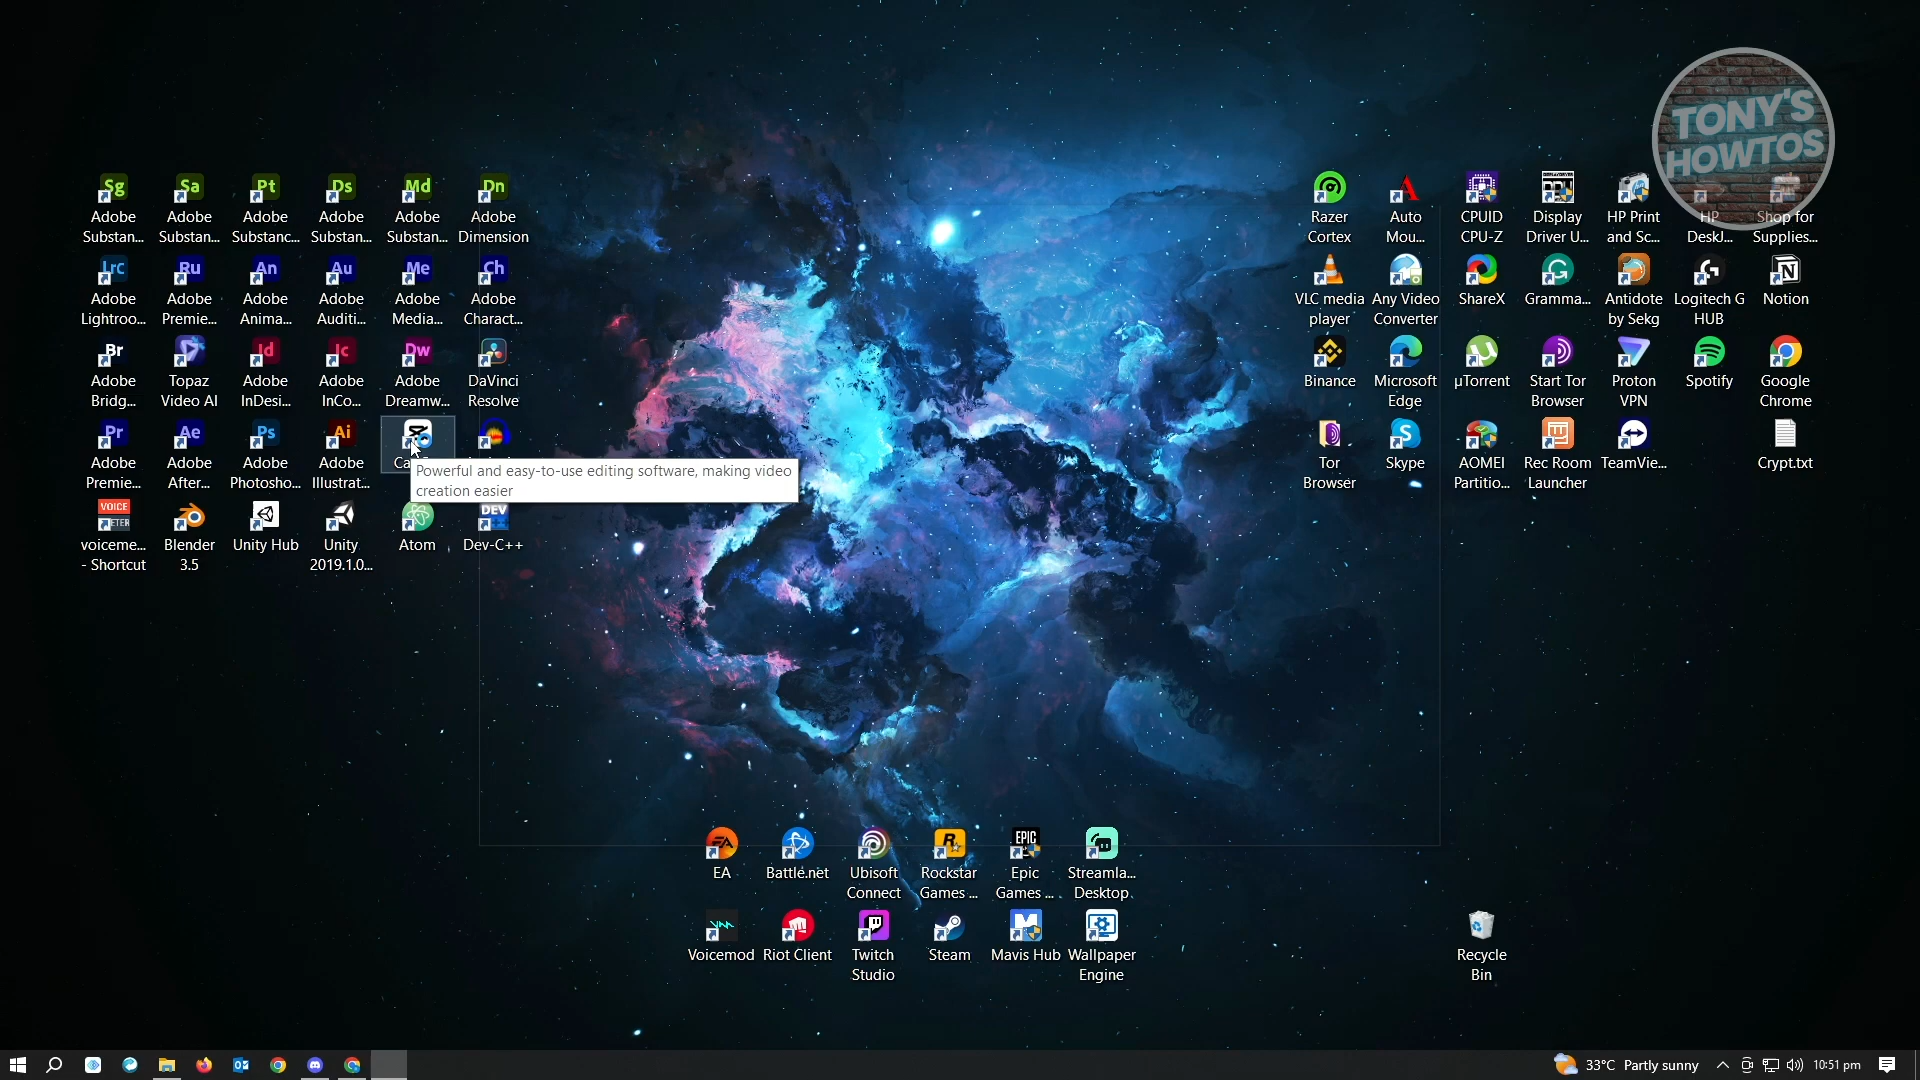 TONY'S
HOWTOS
Sg
Sa
Pt
Ds
Md
Dn
Adobe
Substan...
Adobe
Substan...
Adobe
Substanc...
Adobe
Substan...
Adobe
Substan...
Adobe
Dimension
Lrc
Ru
An
Au
Me
Ch
Adobe
Lightroo...
Adobe
Premie...
Adobe
Anima...
Adobe
Auditi...
Adobe
Media...
Adobe
Charact...
Br
Id
Ic
Dw
Adobe
Bridg...
Topaz
Video AI
Adobe
InDesi...
Adobe
InCo...
Adobe
Dreamw...
DaVinci
Resolve
Pr
Ae
Ps
Ai
Adobe
Premie...
Adobe
After...
Adobe
Photosho...
Adobe
Illustrat...
Powerful and easy-to-use editing software, making video
creation easier
VOICE
voiceme...
- Shortcut
Blender
3.5
Unity Hub
Unity
2019.1.0...
Atom
DEV
Dev-C++
Razer
Cortex
Auto
Mou...
CPUID
CPU-Z
Display
Driver U...
HP Print
and Sc...
HP
DeskJ...
Shop for
Supplies...
VLC media
player
Any Video
Converter
ShareX
Gramma...
Antidote
by Sekg
Logitech G
HUB
Notion
Binance
Microsoft
Edge
µTorrent
Start Tor
Browser
Proton
VPN
Spotify
Google
Chrome
Tor
Browser
Skype
AOMEI
Partitio...
Rec Room
Launcher
TeamVie...
Crypt.txt
EA
Battle.net
Ubisoft
Connect
Rockstar
Games ...
EPIC
Epic
Games ...
Streamla...
Desktop
Voicemod
Riot Client
Twitch
Studio
Steam
Mavis Hub
Wallpaper
Engine
Recycle
Bin
33°C Partly sunny
10:51 pm